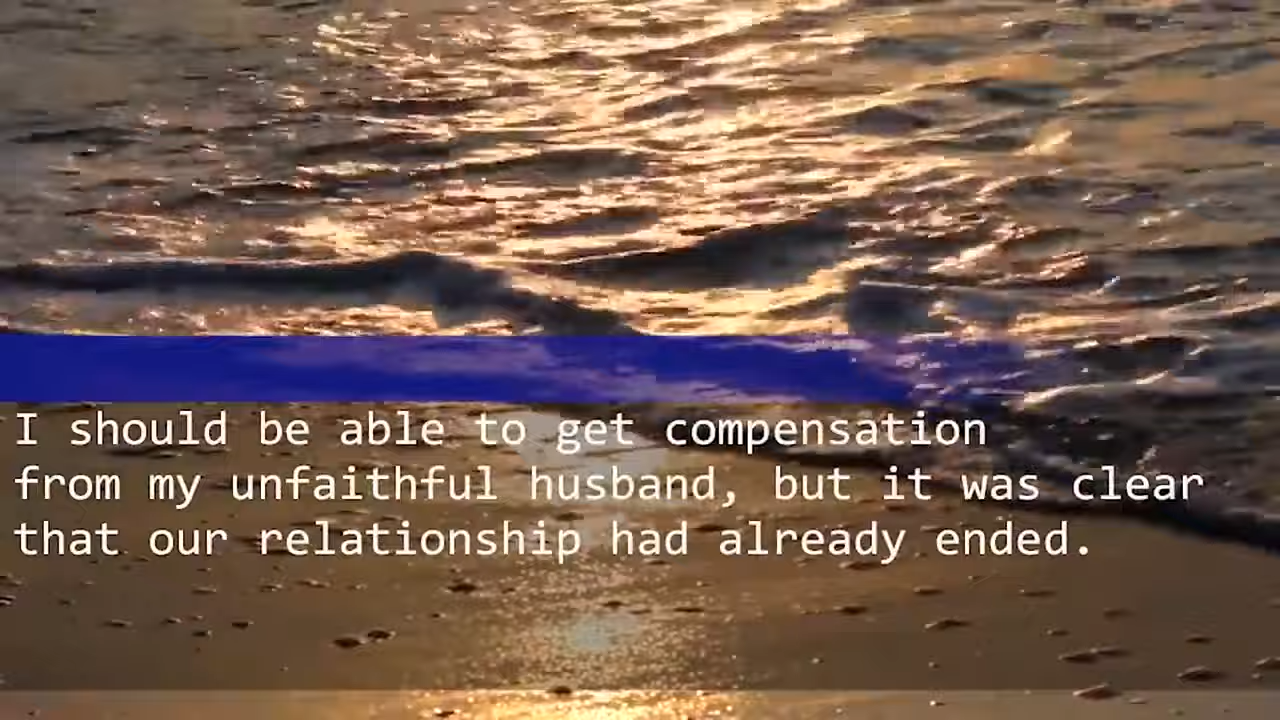 I should be able to get compensation
from my unfaithful husband, but it was clear
that our relationship had already ended.